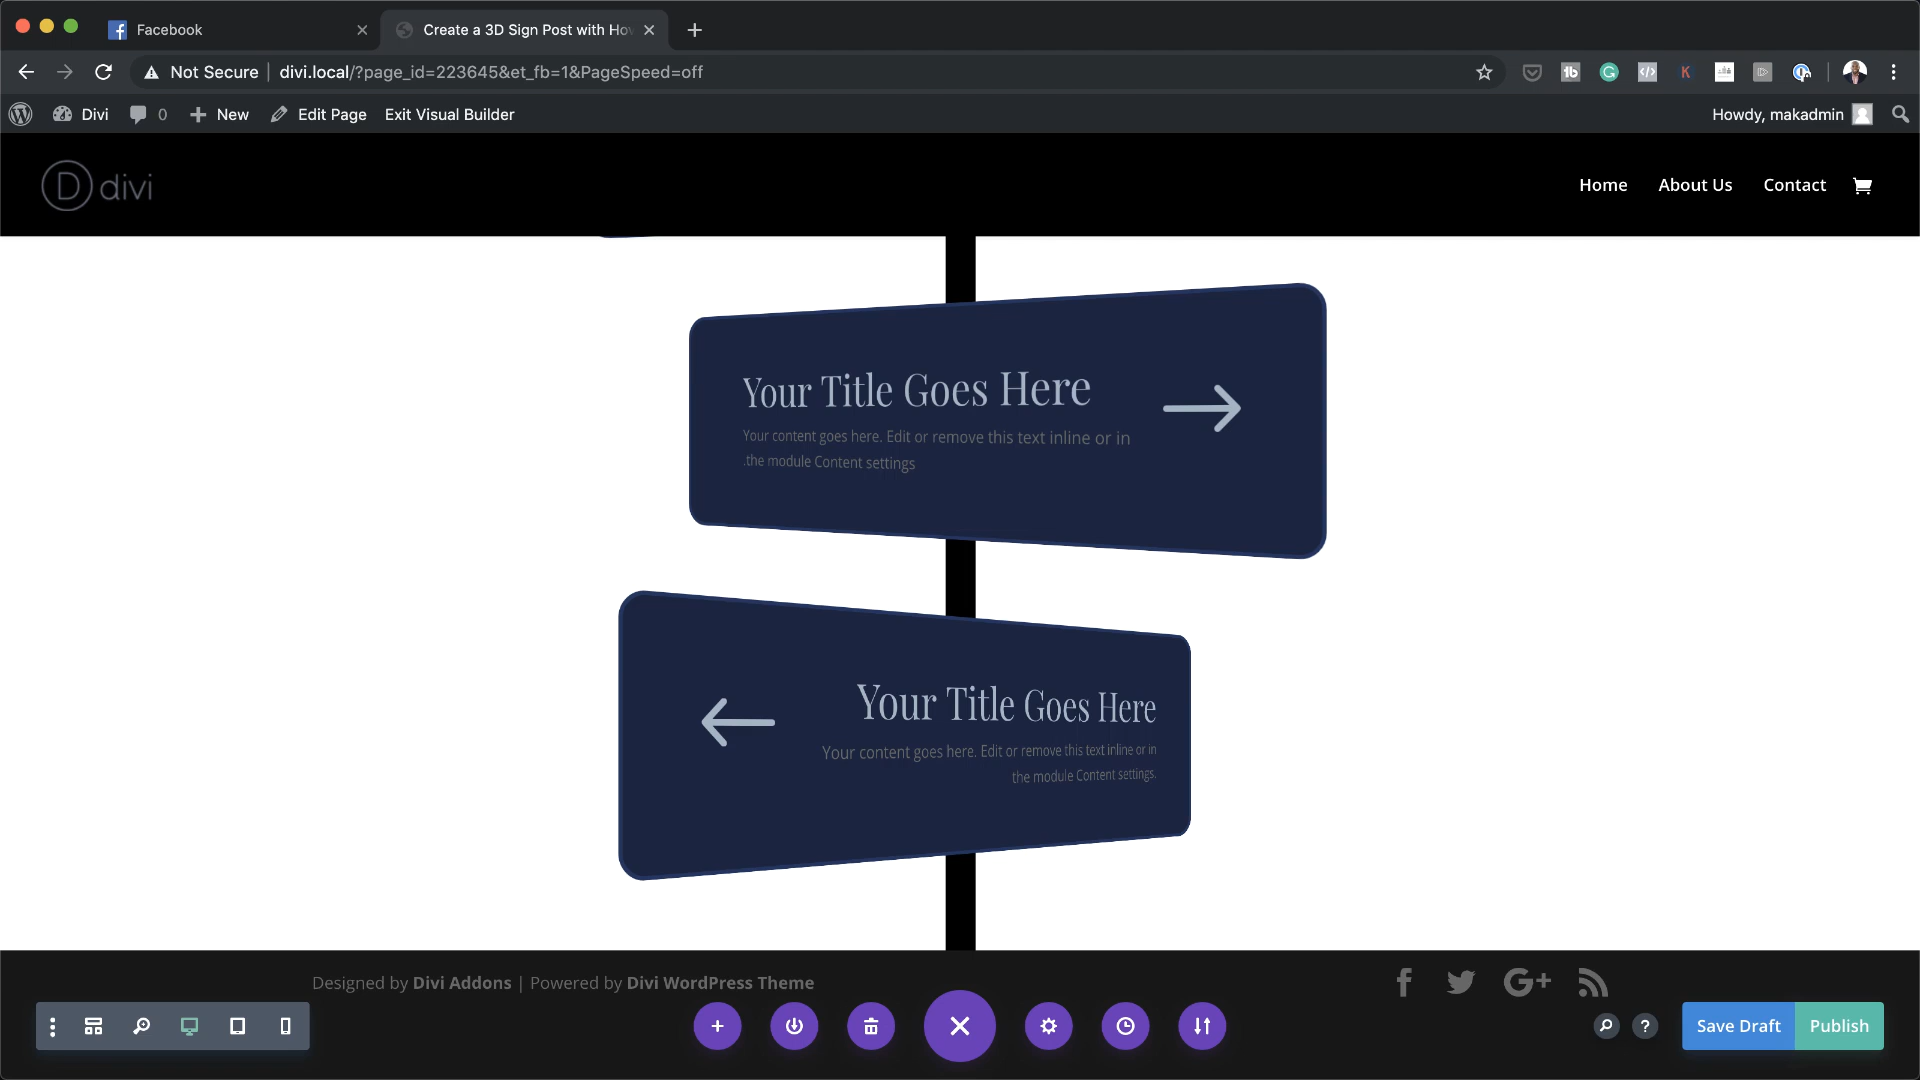 Facebook
Create a 3D Sign Post with Hov
Not Secure | divi.local/?page_id=223645&et_fb=1&PageSpeed=off
Divi 0 New Edit Page Exit Visual Builder Howdy, makadmin
D divi Home About Us Contact
Your Title Goes Here
Your content goes here. Edit or remove this text inline or in
.the module Content settings
Your Title Goes Here
Your content goes here. Edit or remove this text inline or in
the module Content settings.
Designed by Divi Addons | Powered by Divi WordPress Theme
Save Draft Publish